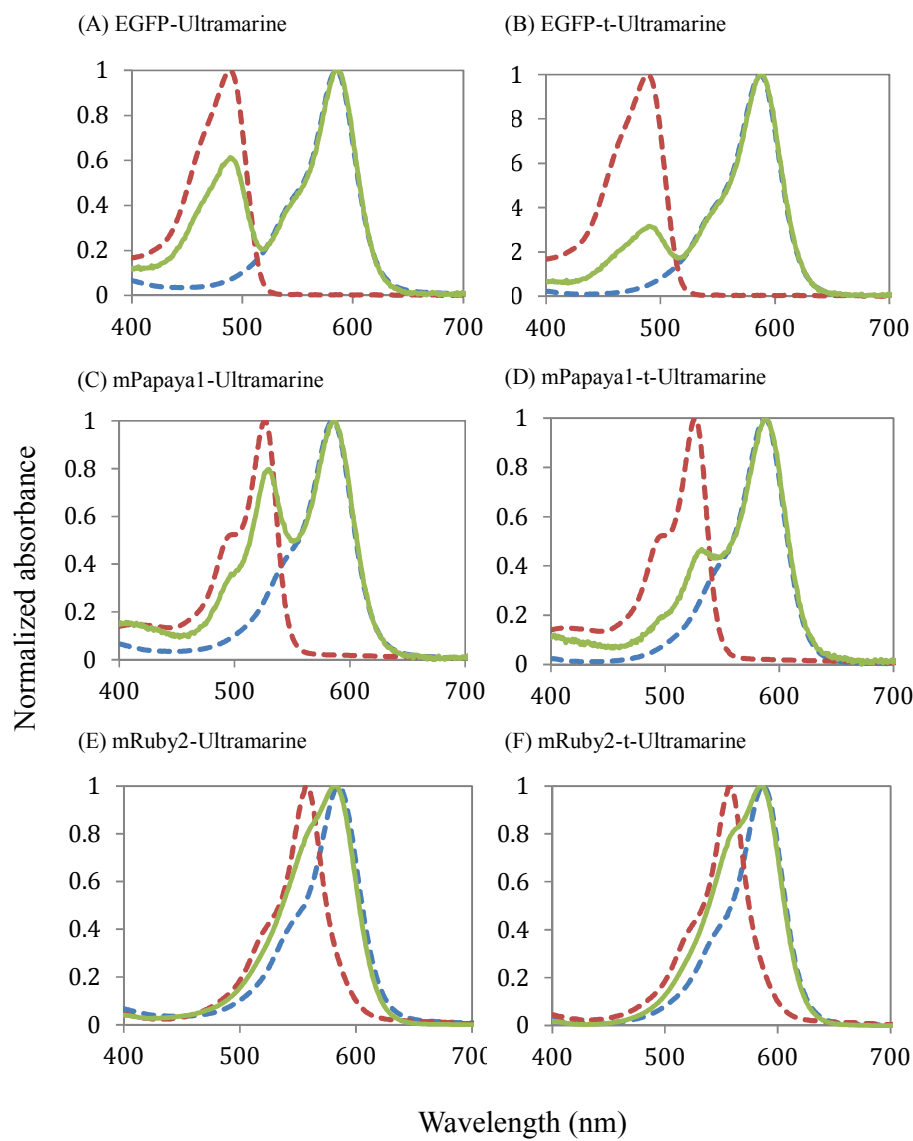 (A) EGFP-Ultramarine
(B) EGFP-t-Ultramarine
1
0.8
0.6
0.4
0.2
0
400 500 600 700
1
8
6
4
2
0
400 500 600 700
(C) mPapaya1-Ultramarine
(D) mPapaya1-t-Ultramarine
1
0.8
0.6
0.4
0.2
0
400 500 600 700
1
0.8
0.6
0.4
0.2
0
400 500 600 700
(E) mRuby2-Ultramarine
(F) mRuby2-t-Ultramarine
1
0.8
0.6
0.4
0.2
0
400 500 600 700
1
0.8
0.6
0.4
0.2
0
400 500 600 700
Normalized absorbance
Wavelength (nm)